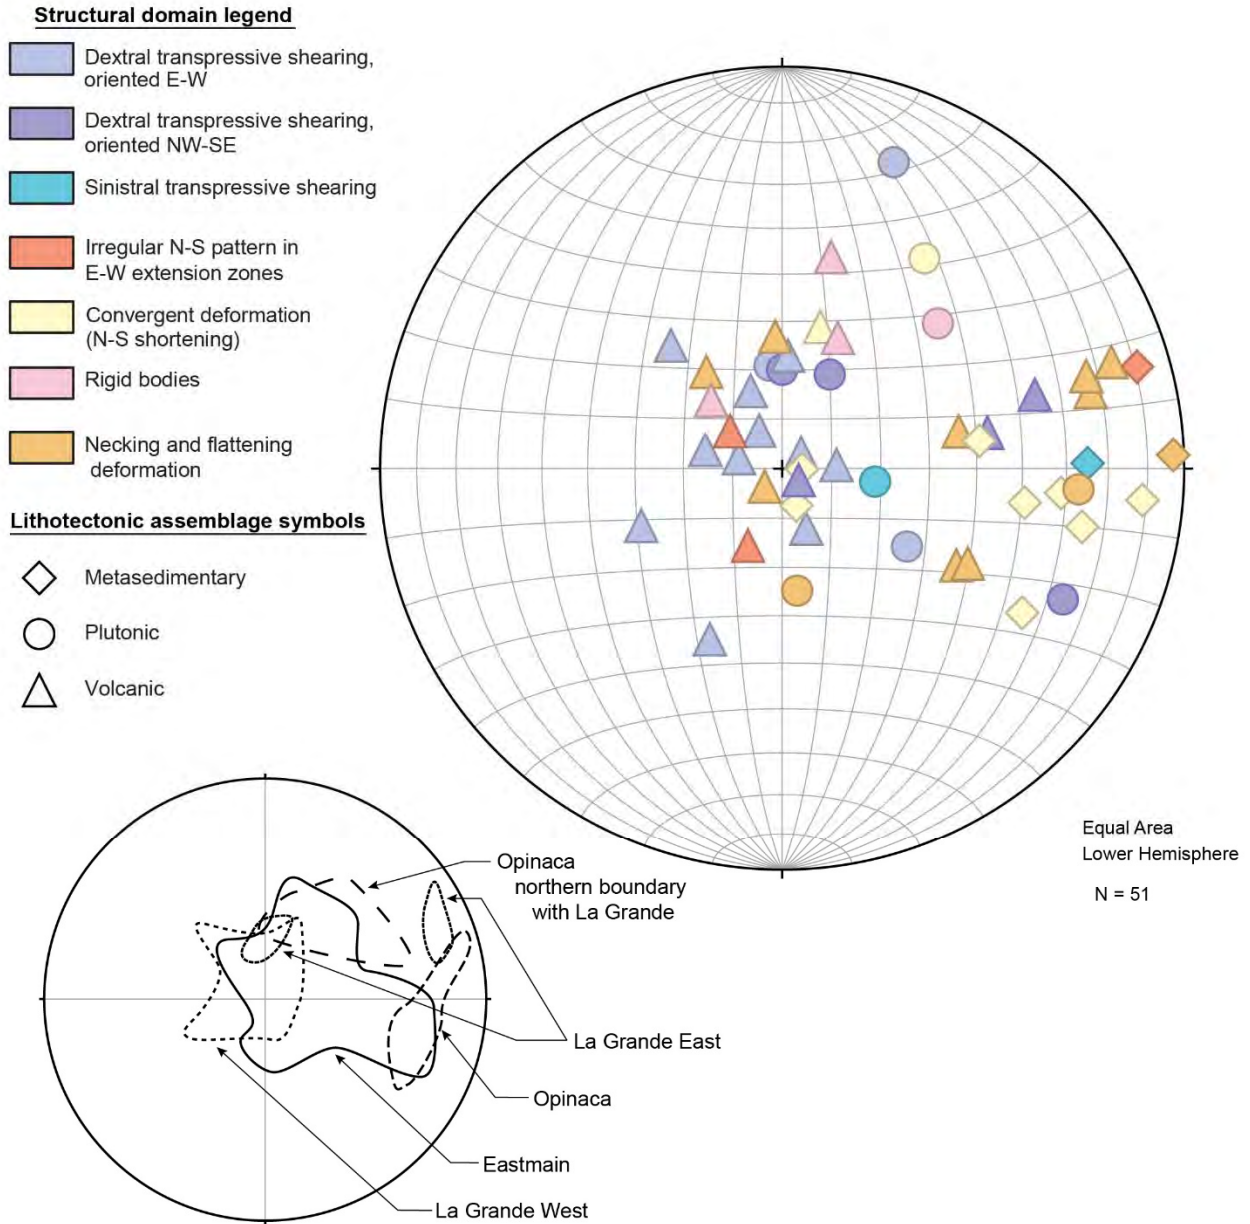 Structural domain legend
Dextral transpressive shearing,
oriented E-W
Dextral transpressive shearing,
oriented NW-SE
Sinistral transpressive shearing
Irregular N-S pattern in
E-W extension zones
Convergent deformation
(N-S shortening)
Rigid bodies
Necking and flattening
deformation
Lithotectonic assemblage symbols
Metasedimentary
Plutonic
Volcanic
Equal Area
Lower Hemisphere
N = 51
Opinaca
northern boundary
with La Grande
La Grande East
Opinaca
Eastmain
La Grande West